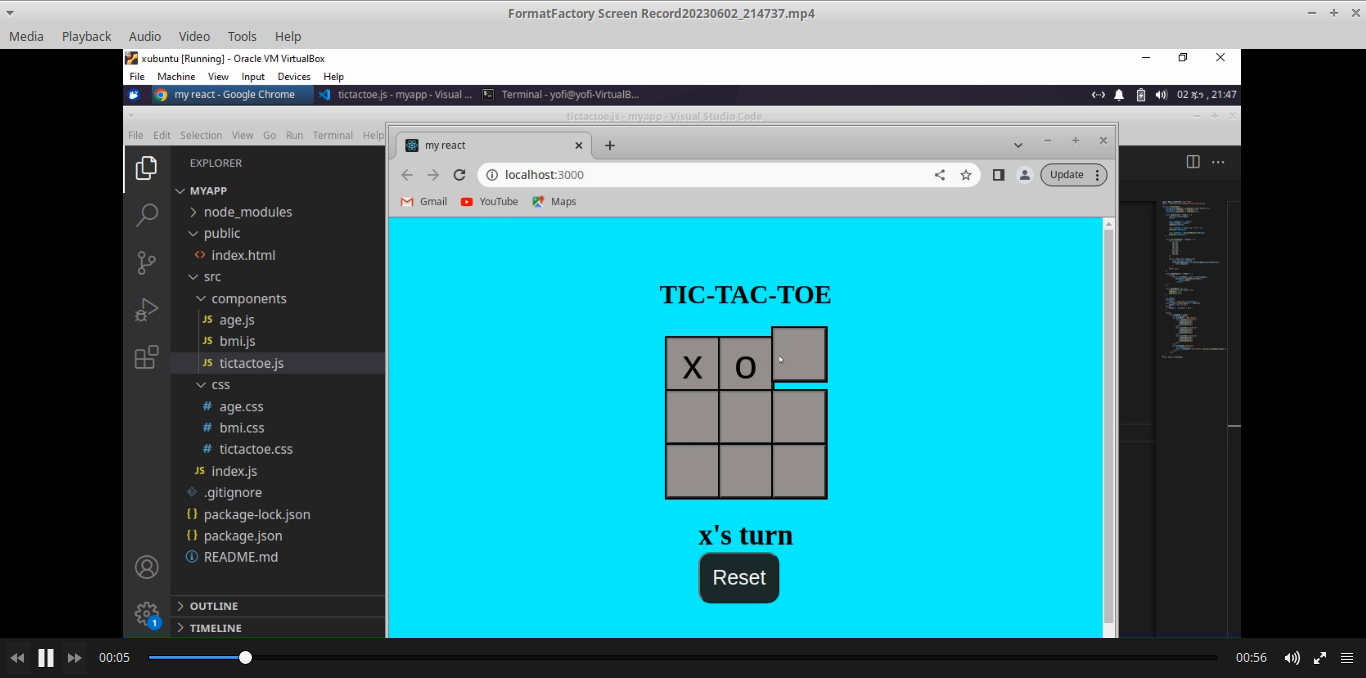 FormatFactory Screen Record20230602_214737.mp4
Media Playback Audio Video Tools Help
xubuntu [Running] - Oracle VM VirtualBox
File Machine View Input Devices Help
my react - Google Chrome
tictactoe.js - myapp - Visual ...
Terminal - yofi@yofi-VirtualB...
21:47
tictactoe.js - myapp - Visual Studio Code
File Edit Selection View Go Run Terminal Help
my react
EXPLORER
localhost:3000
Update
MYAPP
Gmail YouTube Maps
node_modules
public
index.html
src
components
age.js
bmi.js
tictactoe.js
css
age.css
bmi.css
tictactoe.css
index.js
.gitignore
package-lock.json
package.json
README.md
OUTLINE
TIMELINE
1
TIC-TAC-TOE
x o
x's turn
Reset
00:05
00:56